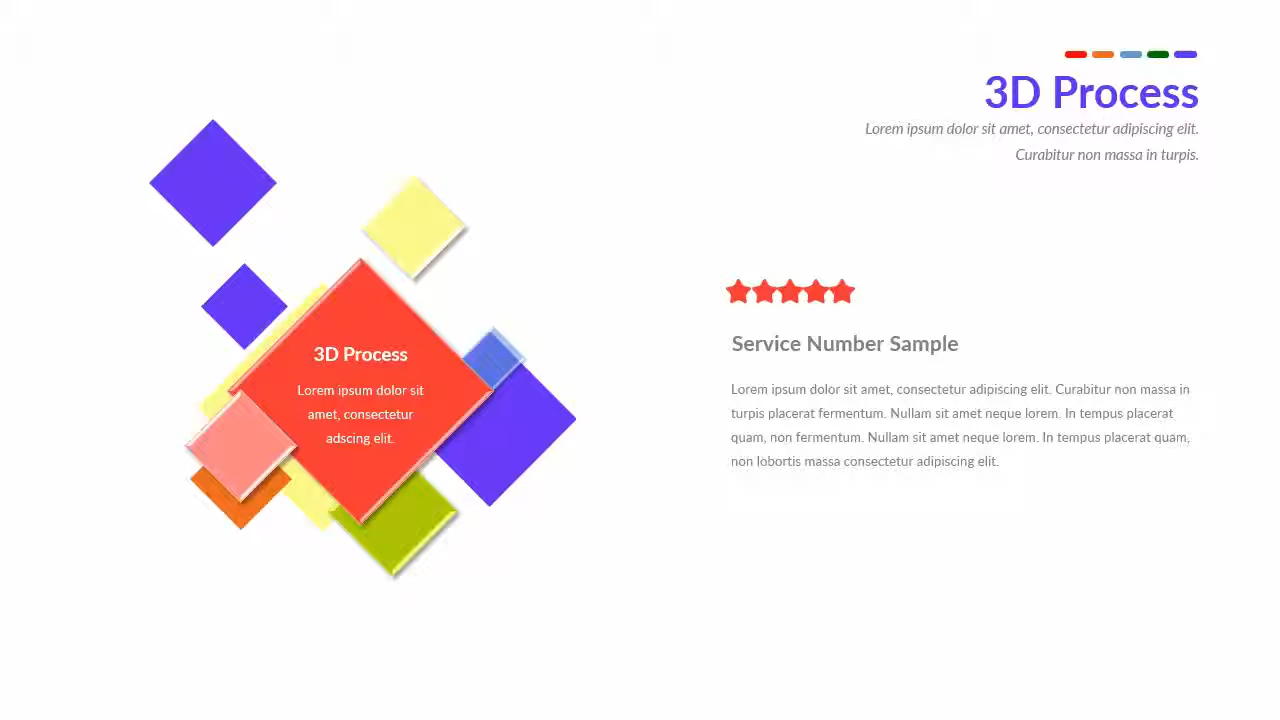 3D Process
Lorem ipsum dolor sit amet, consectetur adipiscing elit.
Curabitur non massa in turpis.
3D Process
Lorem ipsum dolor sit
amet, consectetur
adscing elit.
Service Number Sample
Lorem ipsum dolor sit amet, consectetur adipiscing elit. Curabitur non massa in
turpis placerat fermentum. Nullam sit amet neque lorem. In tempus placerat
quam, non fermentum. Nullam sit amet neque lorem. In tempus placerat quam,
non lobortis massa consectetur adipiscing elit.